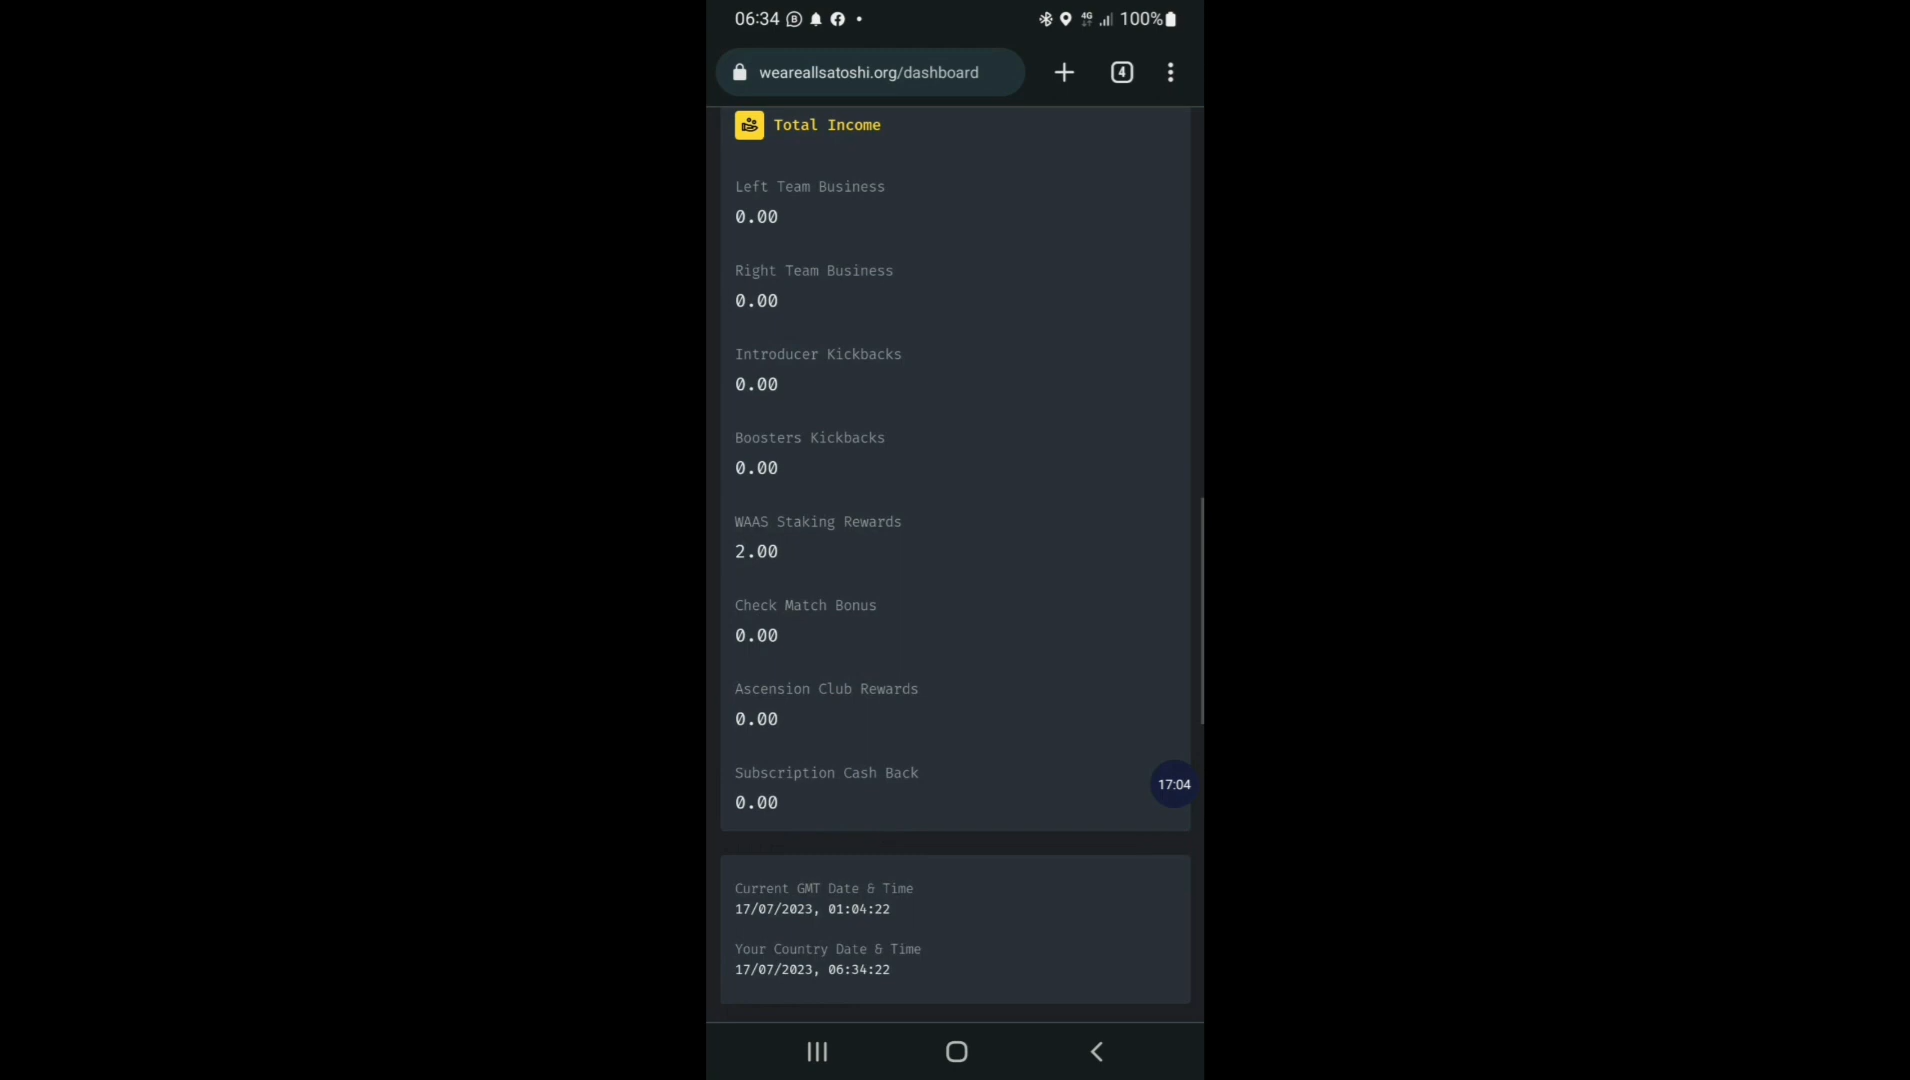 06:34
4G
100%
weareallsatoshi.org/dashboard
4
Total Income
Left Team Business
0.00
Right Team Business
0.00
Introducer Kickbacks
0.00
Boosters Kickbacks
0.00
WAAS Staking Rewards
2.00
Check Match Bonus
0.00
Ascension Club Rewards
0.00
Subscription Cash Back
0.00
17:04
Current GMT Date & Time
17/07/2023, 01:04:22
Your Country Date & Time
17/07/2023, 06:34:22